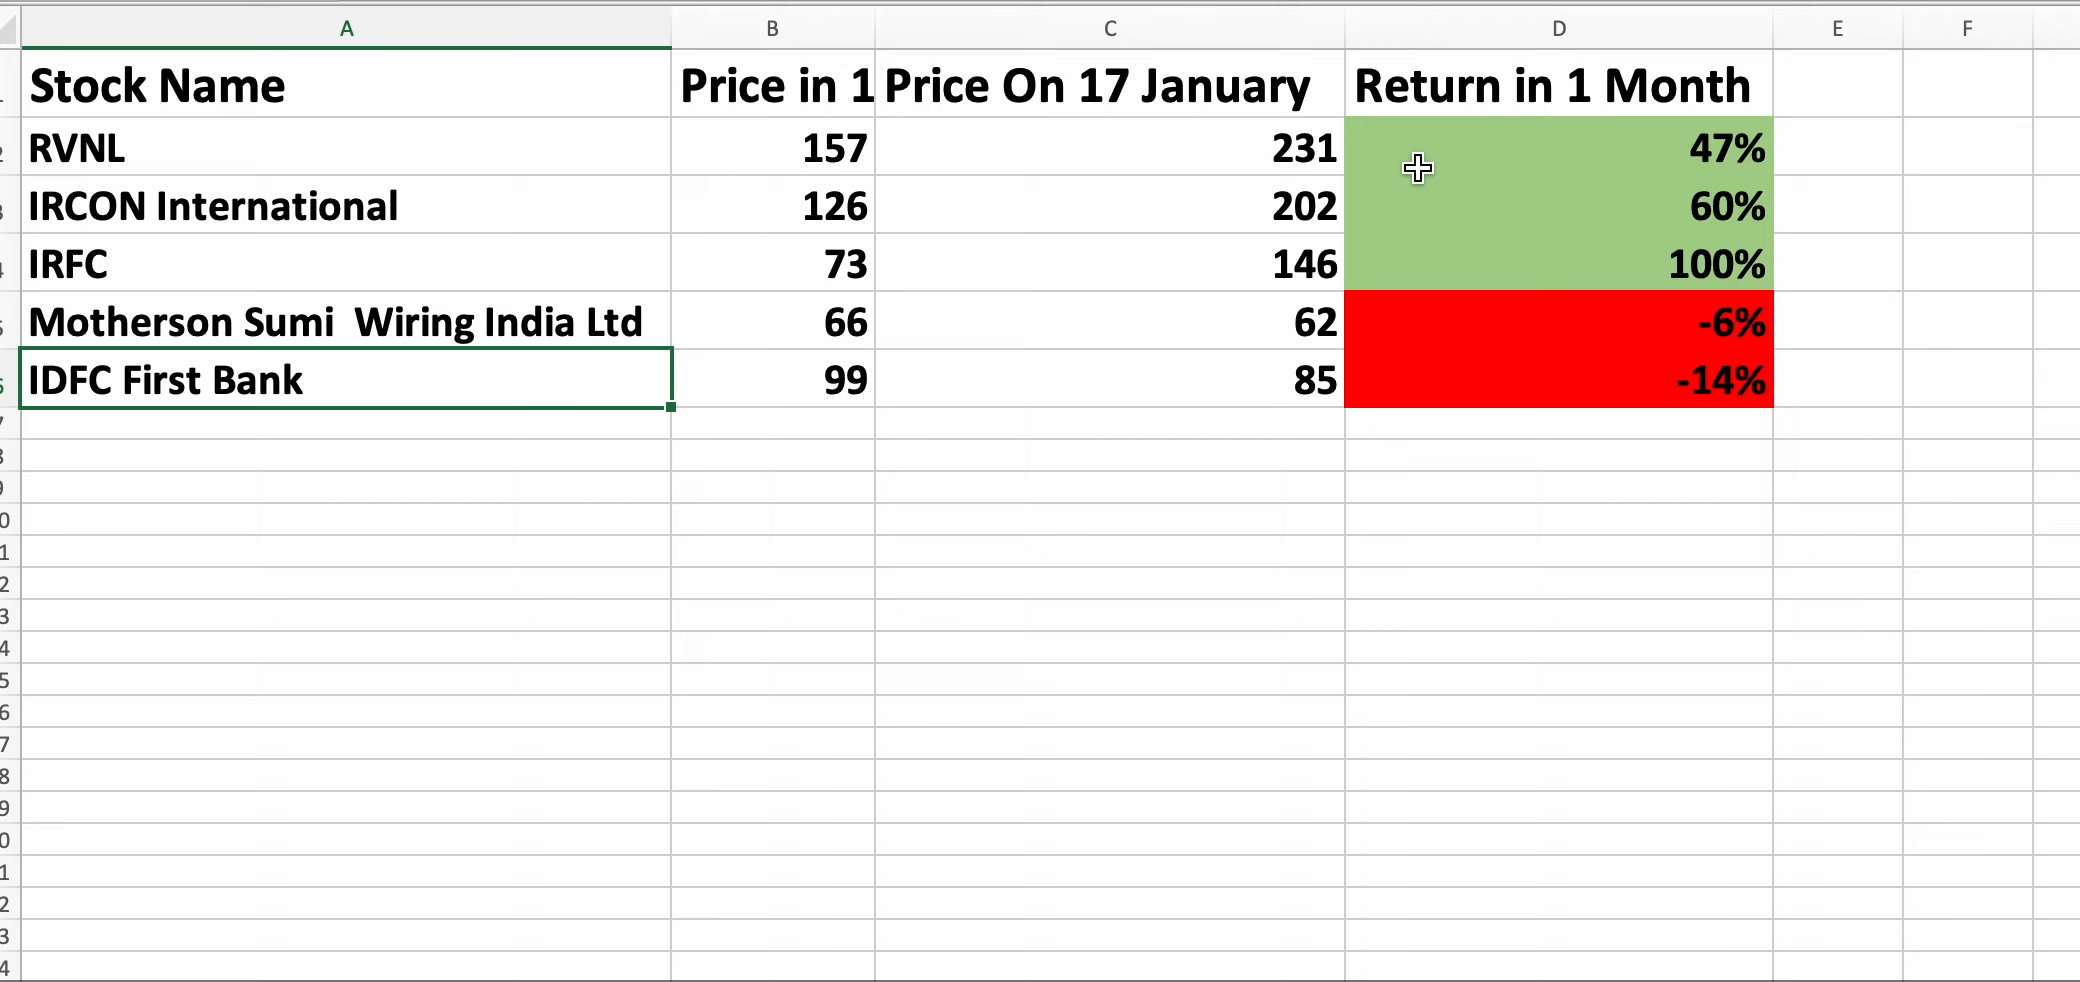 A B C D E F
Stock Name Price in 1 Price On 17 January Return in 1 Month
RVNL 157 231 47%
IRCON International 126 202 60%
IRFC 73 146 100%
Motherson Sumi  Wiring India Ltd 66 62 -6%
IDFC First Bank 99 85 -14%